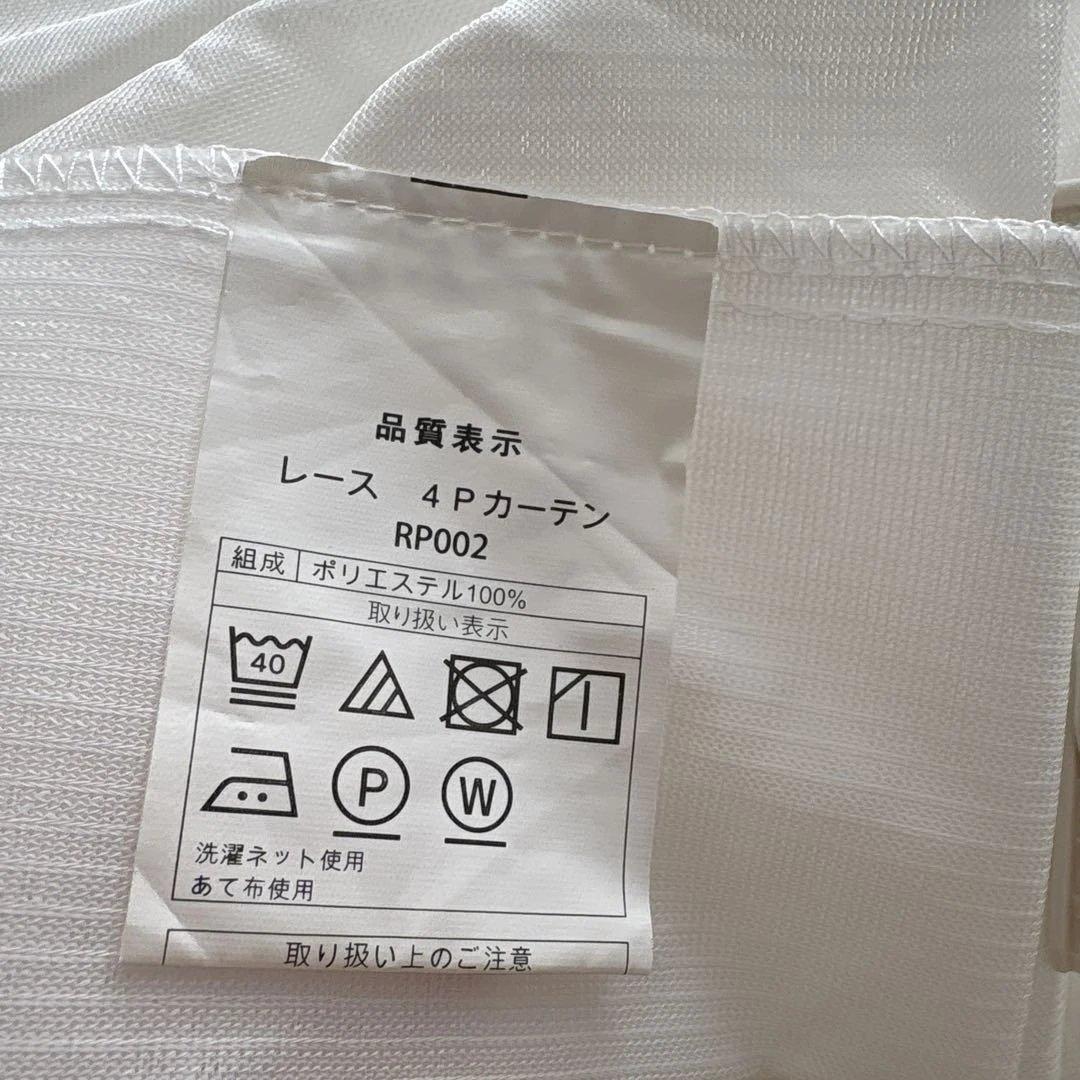 品質表示
レース　４Ｐカーテン
RP002
組成 ポリエステル100%
取り扱い表示
40
P W
洗濯ネット使用
あて布使用
取り扱い上のご注意